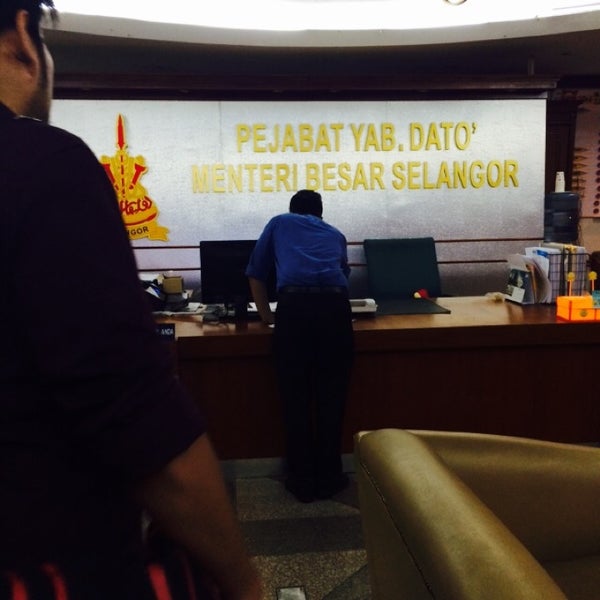 PEJABAT YAB. DATO'
MENTERI BESAR SELANGOR